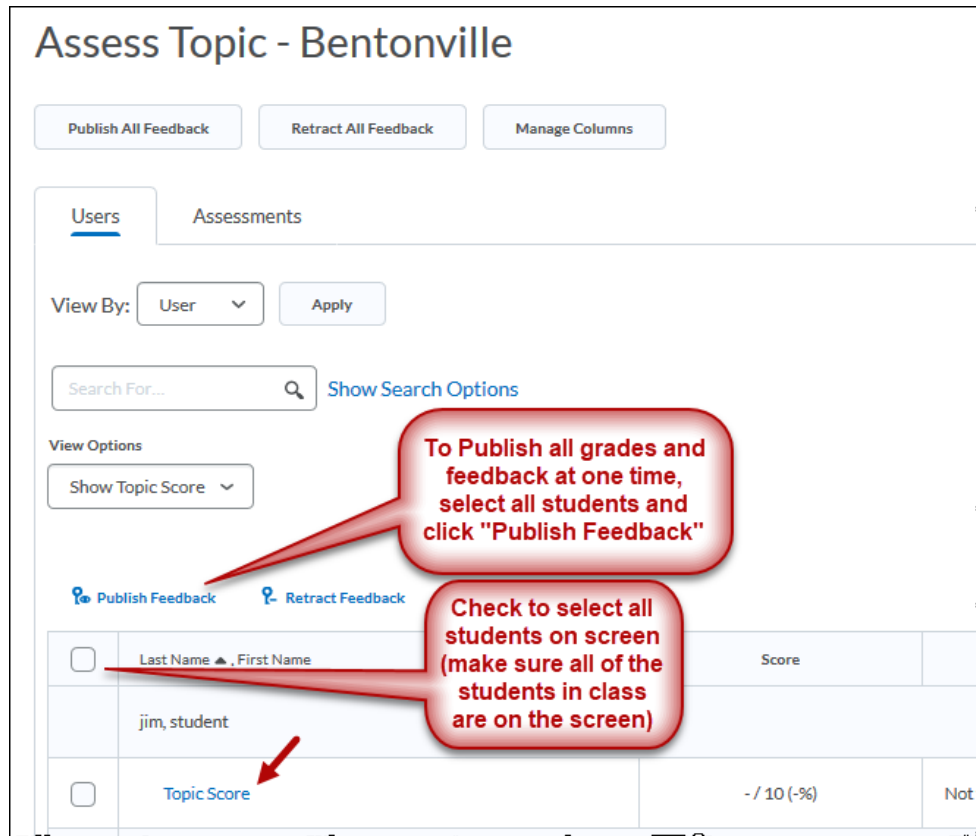 Assess Topic - Bentonville
Publish All Feedback
Retract All Feedback
Manage Columns
Users
Assessments
View By:
User
Apply
Search For...
Show Search Options
View Options
Show Topic Score
To Publish all grades and
feedback at one time,
select all students and
click "Publish Feedback"
Publish Feedback
Retract Feedback
Check to select all
students on screen
(make sure all of the
students in class
are on the screen)
Last Name ▲ , First Name
Score
jim, student
Topic Score
- / 10 (-%)
Not